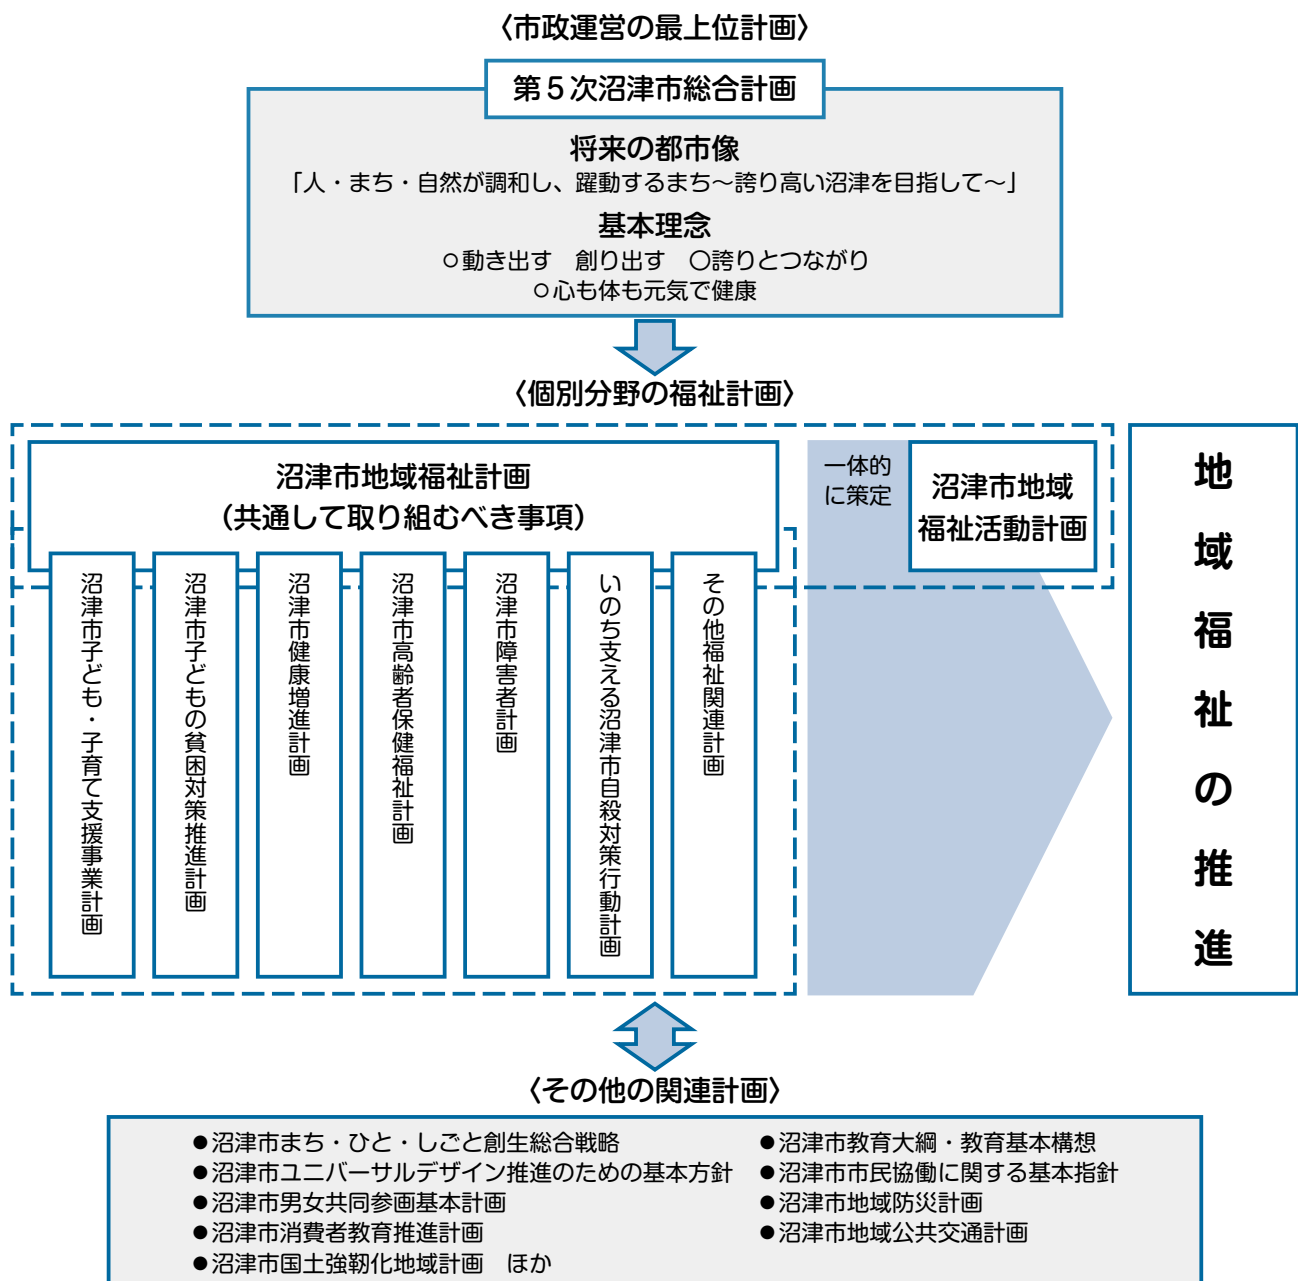 〈市政運営の最上位計画〉
第5次沼津市総合計画
将来の都市像
「人・まち・自然が調和し、躍動するまち～誇り高い沼津を目指して～」
基本理念
○動き出す　創り出す　○誇りとつながり
○心も体も元気で健康
〈個別分野の福祉計画〉
沼津市地域福祉計画
（共通して取り組むべき事項）
一体的
に策定
沼津市地域
福祉活動計画
沼津市子ども・子育て支援事業計画
沼津市子どもの貧困対策推進計画
沼津市健康増進計画
沼津市高齢者保健福祉計画
沼津市障害者計画
いのち支える沼津市自殺対策行動計画
その他福祉関連計画
地域福祉の推進
〈その他の関連計画〉
●沼津市まち・ひと・しごと創生総合戦略
●沼津市ユニバーサルデザイン推進のための基本方針
●沼津市男女共同参画基本計画
●沼津市消費者教育推進計画
●沼津市国土強靭化地域計画　ほか
●沼津市教育大綱・教育基本構想
●沼津市市民協働に関する基本指針
●沼津市地域防災計画
●沼津市地域公共交通計画